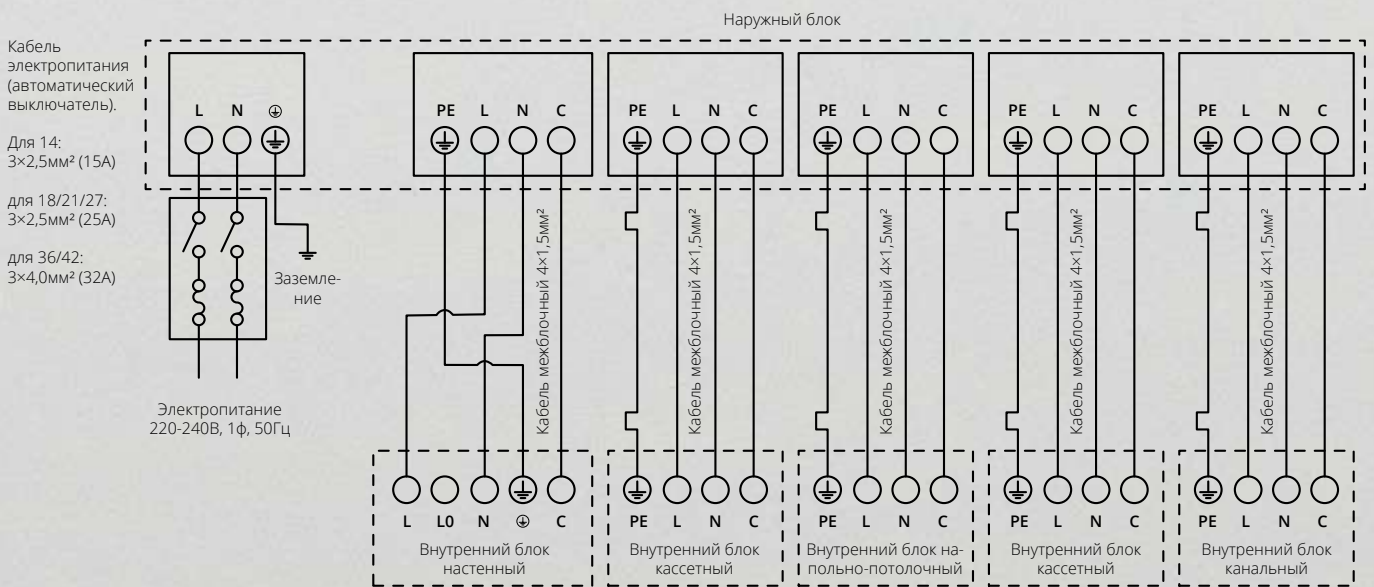 Наружный блок
Кабель
электропитания
(автоматический
выключатель).
Для 14:
3×2,5мм² (15А)
для 18/21/27:
3×2,5мм² (25А)
для 36/42:
3×4,0мм² (32А)
L N ⏚
PE L N C
PE L N C
PE L N C
PE L N C
PE L N C
Заземле-
ние
Электропитание
220-240В, 1ф, 50Гц
Кабель межблочный 4×1,5мм²
Кабель межблочный 4×1,5мм²
Кабель межблочный 4×1,5мм²
Кабель межблочный 4×1,5мм²
Кабель межблочный 4×1,5мм²
L L0 N ⏚ C
Внутренний блок
настенный
PE L N C
Внутренний блок
кассетный
PE L N C
Внутренний блок на-
польно-потолочный
PE L N C
Внутренний блок
кассетный
PE L N C
Внутренний блок
канальный